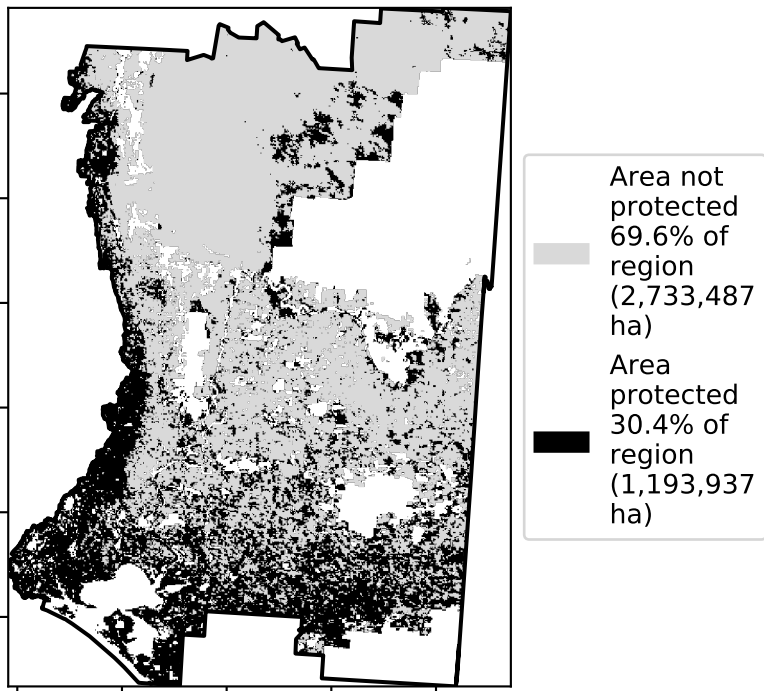 Area not
protected
69.6% of
region
(2,733,487
ha)
Area
protected
30.4% of
region
(1,193,937
ha)